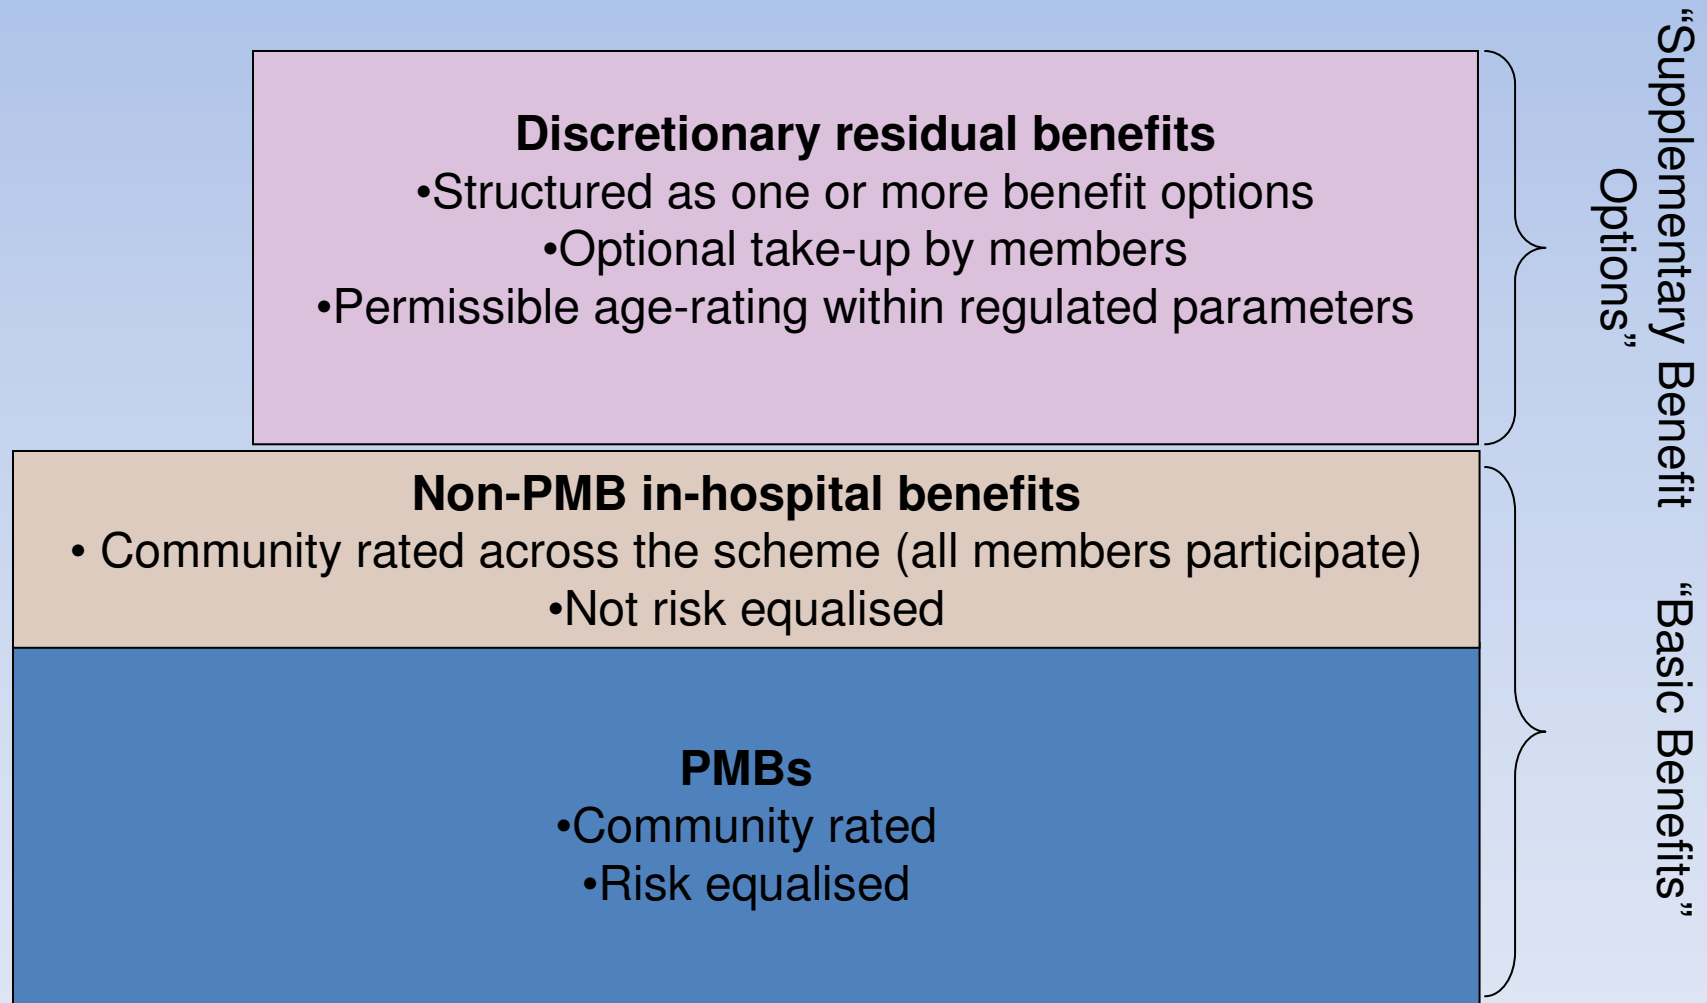 Discretionary residual benefits
•Structured as one or more benefit options
•Optional take-up by members
•Permissible age-rating within regulated parameters
“Supplementary Benefit
Options”
Non-PMB in-hospital benefits
• Community rated across the scheme (all members participate)
•Not risk equalised
PMBs
•Community rated
•Risk equalised
“Basic Benefits”